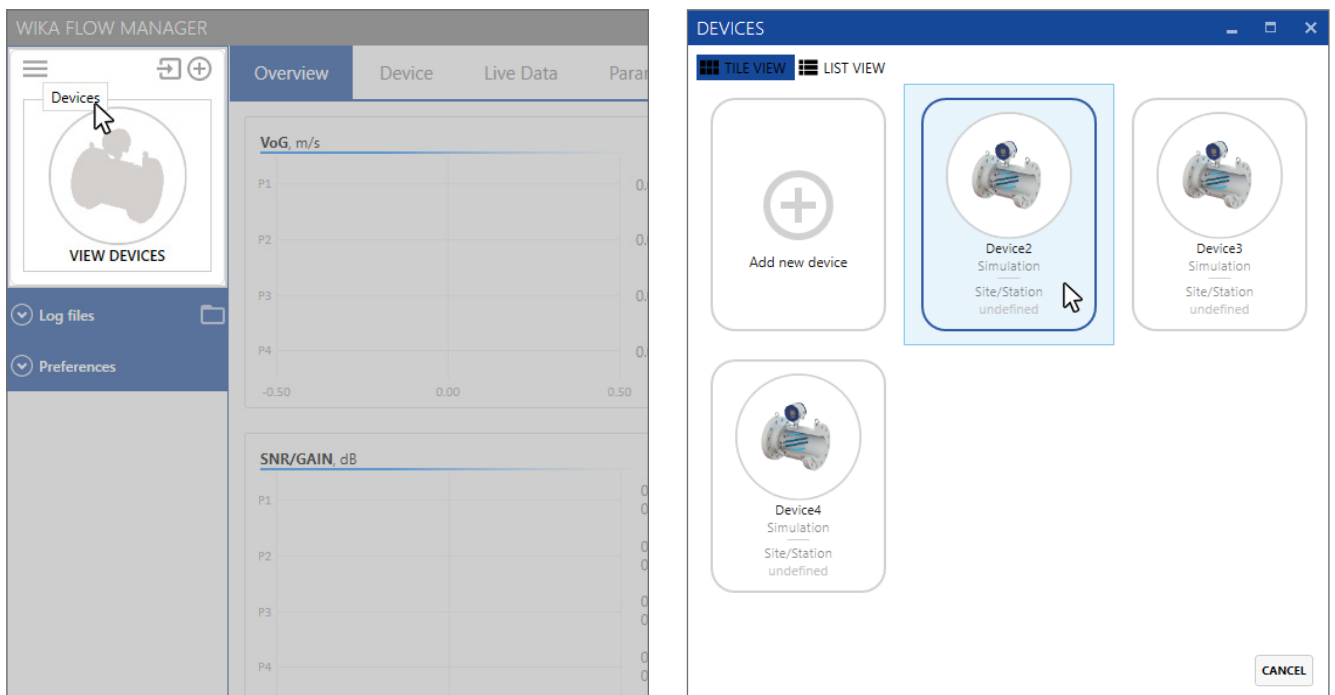 WIKA FLOW MANAGER
Devices
VIEW DEVICES
Log files
Preferences
Overview Device Live Data
VoG, m/s
P1
P2
P3
P4
-0.50 0.00 0.50
SNR/GAIN, dB
P1
P2
P3
P4
DEVICES
TILE VIEW LIST VIEW
Add new device
Device2
Simulation
Site/Station
undefined
Device3
Simulation
Site/Station
undefined
Device4
Simulation
Site/Station
undefined
CANCEL